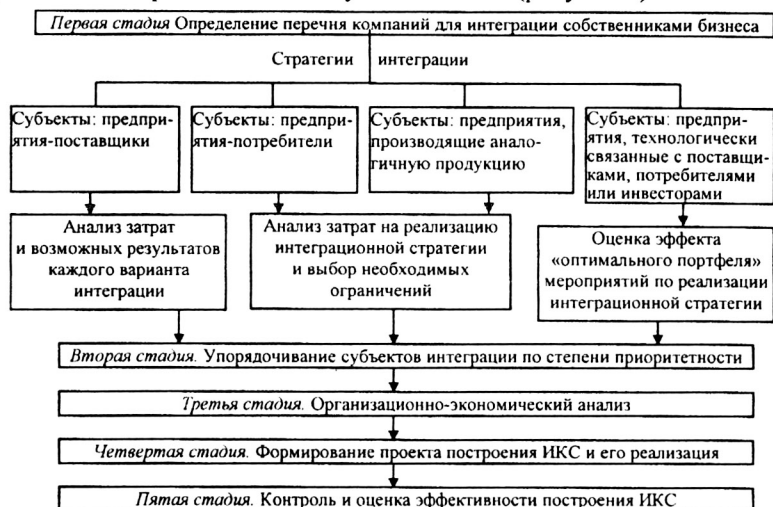 Первая стадия Определение перечня компаний для интеграции собственниками бизнеса
Стратегии интеграции
Субъекты: предпри-
ятия-поставщики
Субъекты: предпри-
ятия-потребители
Субъекты: предприятия,
производящие анало-
гичную продукцию
Субъекты: предпри-
ятия, технологически
связанные с поставщи-
ками, потребителями
или инвесторами
Анализ затрат
и возможных результатов
каждого варианта
интеграции
Анализ затрат на реализацию
интеграционной стратегии
и выбор необходимых
ограничений
Оценка эффекта
«оптимального портфеля»
мероприятий по реализации
интеграционной стратегии
Вторая стадия. Упорядочивание субъектов интеграции по степени приоритетности
Третья стадия. Организационно-экономический анализ
Четвертая стадия. Формирование проекта построения ИКС и его реализация
Пятая стадия. Контроль и оценка эффективности построения ИКС